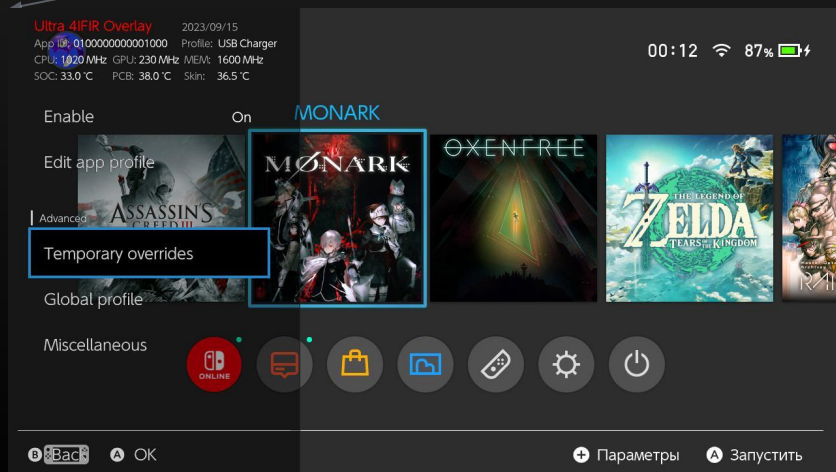 Ultra 4IFIR Overlay 2023/09/15
App ID: 0100000000001000 Profile: USB Charger
CPU: 1020 MHz GPU: 230 MHz MEM: 1600 MHz
SOC: 33.0 °C PCB: 38.0 °C Skin: 36.5 °C
00:12 87%
Enable On
MONARK
Edit app profile
MONARK
OXENFREE
Advanced
ASSASSIN'S
CREED III
THE LEGEND OF
ZELDA
TEARS OF THE KINGDOM
Temporary overrides
Global profile
Miscellaneous
ONLINE
B Back A OK
+ Параметры A Запустить